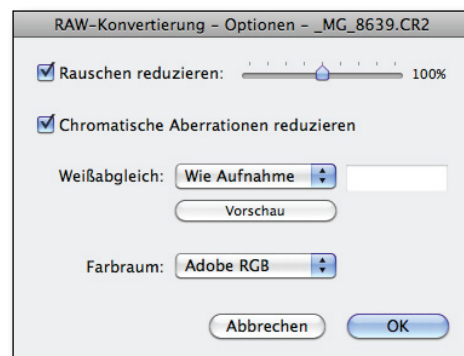 RAW-Konvertierung – Optionen – _MG_8639.CR2
Rauschen reduzieren: 100%
Chromatische Aberrationen reduzieren
Weißabgleich: Wie Aufnahme
Vorschau
Farbraum: Adobe RGB
Abbrechen OK